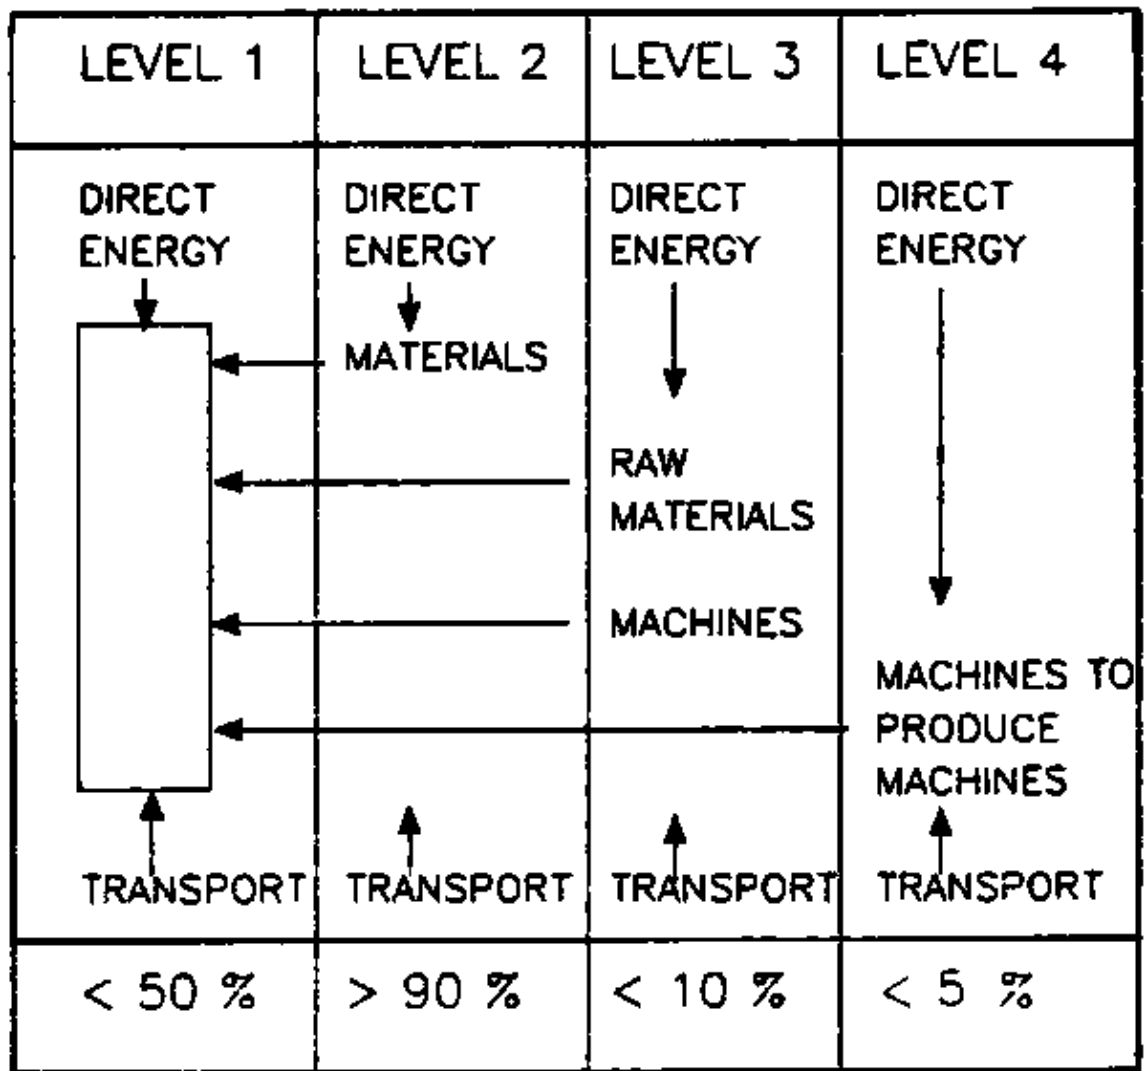 LEVEL 1
LEVEL 2
LEVEL 3
LEVEL 4
DIRECT
ENERGY
DIRECT
ENERGY
MATERIALS
DIRECT
ENERGY
RAW
MATERIALS
MACHINES
DIRECT
ENERGY
MACHINES TO
PRODUCE
MACHINES
TRANSPORT
TRANSPORT
TRANSPORT
TRANSPORT
< 50 %
> 90 %
< 10 %
< 5 %